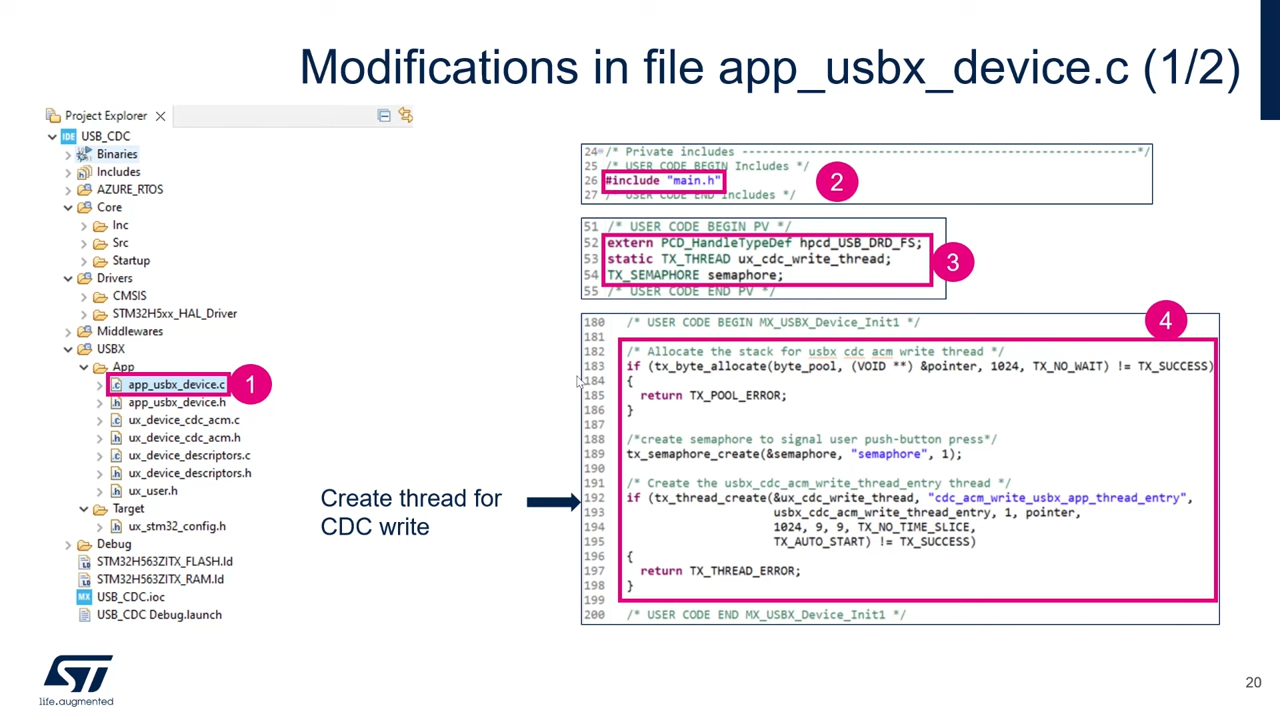 Modifications in file app_usbx_device.c (1/2)
Project Explorer
IDE USB_CDC
Binaries
Includes
AZURE_RTOS
Core
Inc
Src
Startup
Drivers
CMSIS
STM32H5xx_HAL_Driver
Middlewares
USBX
App
app_usbx_device.c
1
app_usbx_device.h
ux_device_cdc_acm.c
ux_device_cdc_acm.h
ux_device_descriptors.c
ux_device_descriptors.h
ux_user.h
Target
ux_stm32_config.h
Debug
STM32H563ZITX_FLASH.ld
STM32H563ZITX_RAM.ld
MX USB_CDC.ioc
USB_CDC Debug.launch
Create thread for
CDC write
24 /* Private includes ----------------------------------------------------------*/
25 /* USER CODE BEGIN Includes */
26 #include "main.h"
27 /* USER CODE END Includes */
2
51 /* USER CODE BEGIN PV */
52 extern PCD_HandleTypeDef hpcd_USB_DRD_FS;
53 static TX_THREAD ux_cdc_write_thread;
54 TX_SEMAPHORE semaphore;
55 /* USER CODE END PV */
3
4
180 /* USER CODE BEGIN MX_USBX_Device_Init1 */
181
182 /* Allocate the stack for usbx cdc acm write thread */
183 if (tx_byte_allocate(byte_pool, (VOID **) &pointer, 1024, TX_NO_WAIT) != TX_SUCCESS)
184 {
185 return TX_POOL_ERROR;
186 }
187
188 /*create semaphore to signal user push-button press*/
189 tx_semaphore_create(&semaphore, "semaphore", 1);
190
191 /* Create the usbx_cdc_acm_write_thread_entry thread */
192 if (tx_thread_create(&ux_cdc_write_thread, "cdc_acm_write_usbx_app_thread_entry",
193 usbx_cdc_acm_write_thread_entry, 1, pointer,
194 1024, 9, 9, TX_NO_TIME_SLICE,
195 TX_AUTO_START) != TX_SUCCESS)
196 {
197 return TX_THREAD_ERROR;
198 }
199
200 /* USER CODE END MX_USBX_Device_Init1 */
ST
life.augmented
20